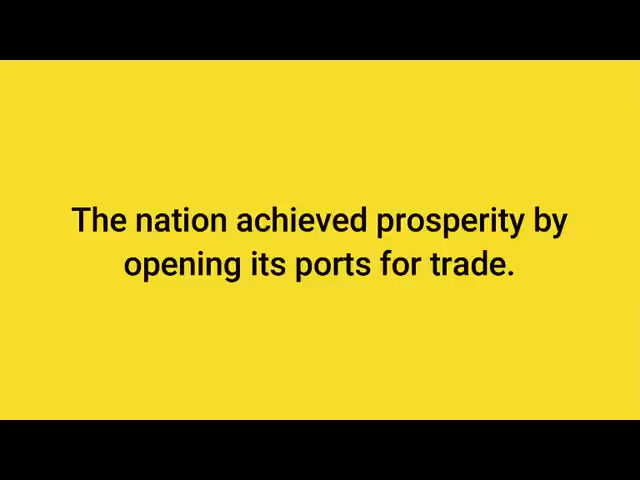 The nation achieved prosperity by
opening its ports for trade.